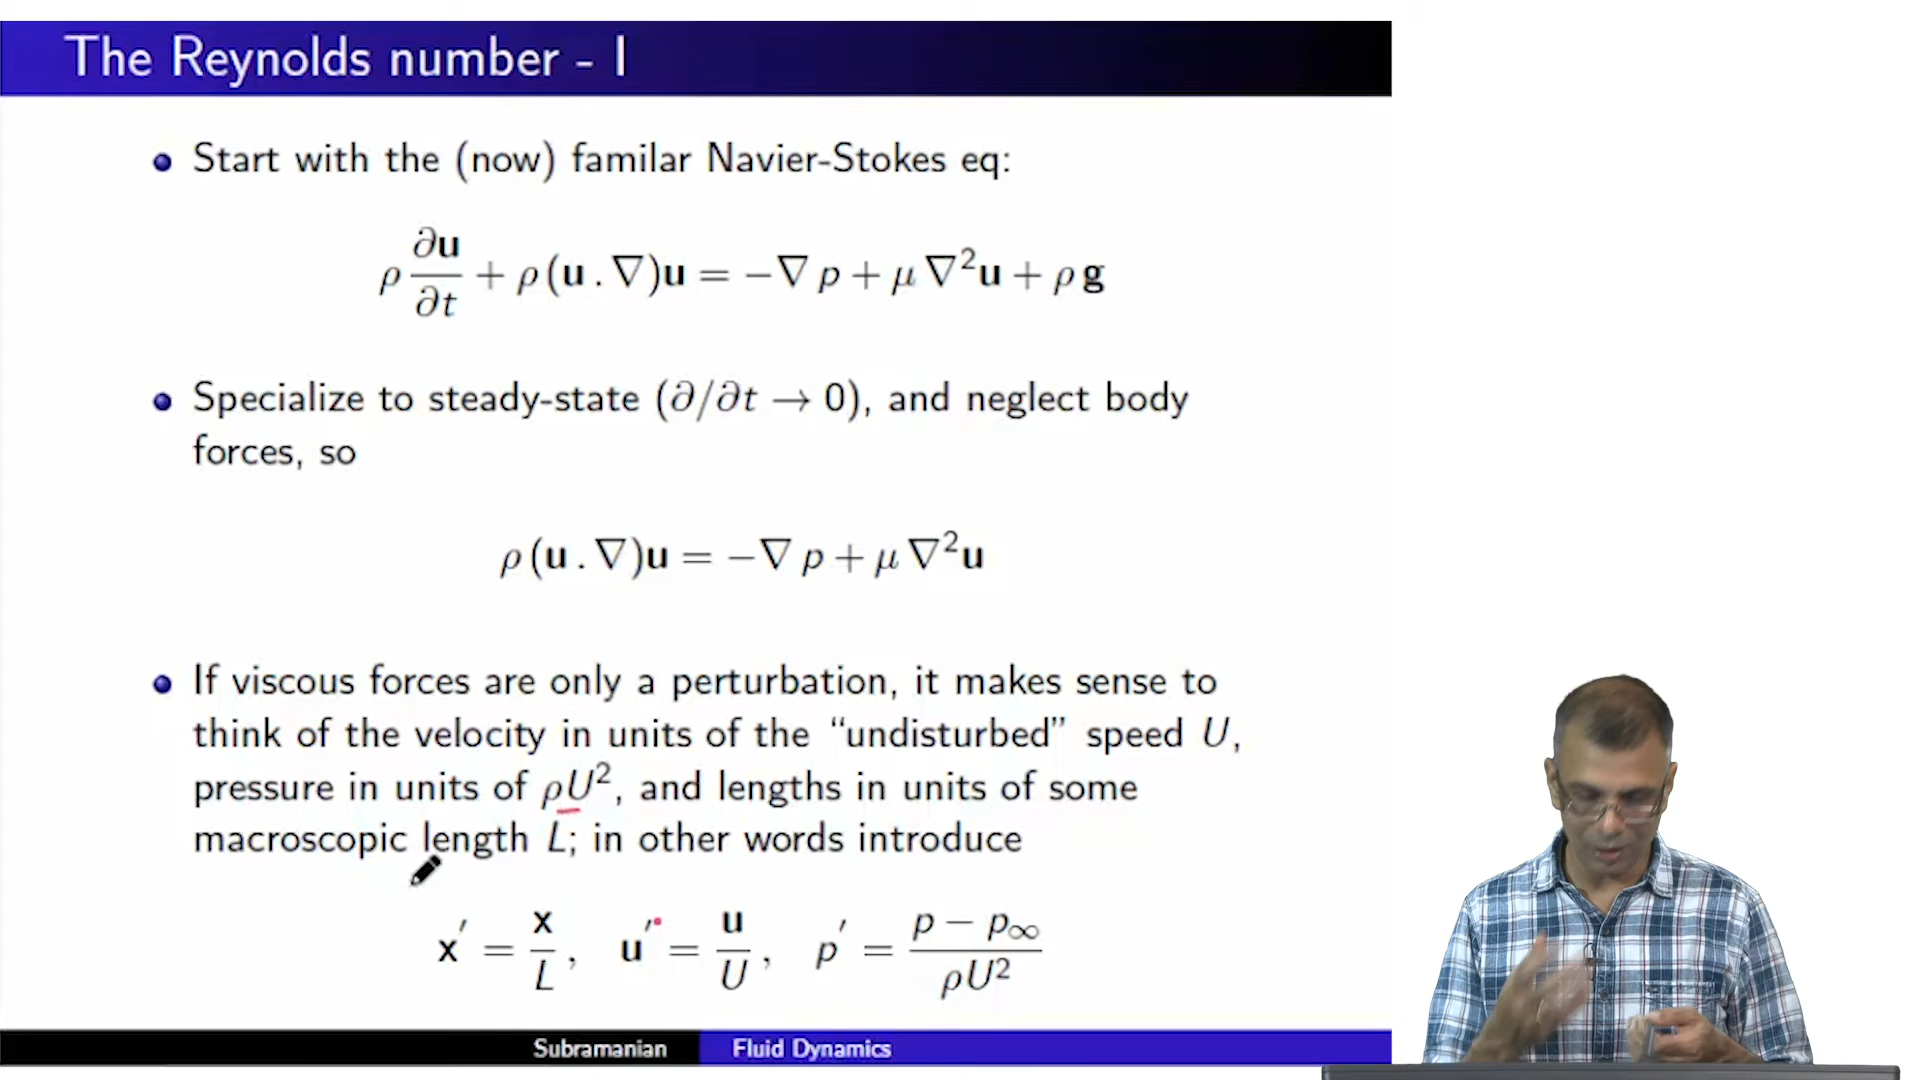 The Reynolds number - I
Start with the (now) familar Navier-Stokes eq:
ρ ∂u/∂t + ρ(u . ∇)u = −∇ p + μ ∇²u + ρ g
Specialize to steady-state (∂/∂t → 0), and neglect body
forces, so
ρ(u . ∇)u = −∇ p + μ ∇²u
If viscous forces are only a perturbation, it makes sense to
think of the velocity in units of the “undisturbed” speed U,
pressure in units of ρU², and lengths in units of some
macroscopic length L; in other words introduce
x′ = x/L, u′ = u/U, p′ = (p − p∞)/ρU²
Subramanian Fluid Dynamics